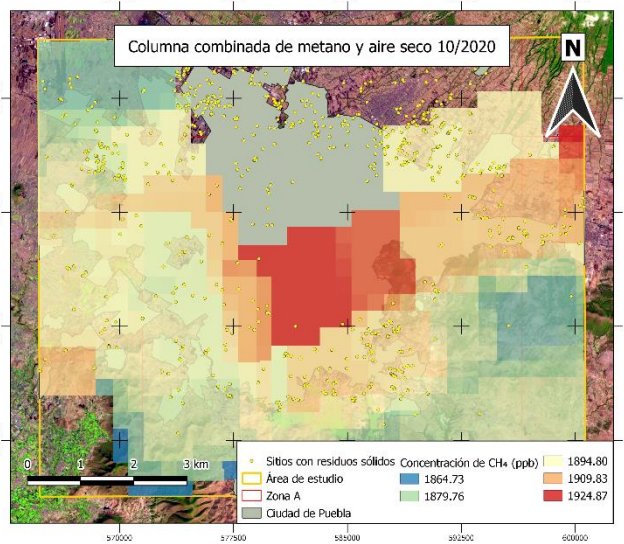 Columna combinada de metano y aire seco 10/2020
N
0 1 2 3 km
Sitios con residuos sólidos
Área de estudio
Zona A
Ciudad de Puebla
Concentración de CH₄ (ppb)
1864.73
1879.76
1894.80
1909.83
1924.87
570000 577500 585000 592500 600000